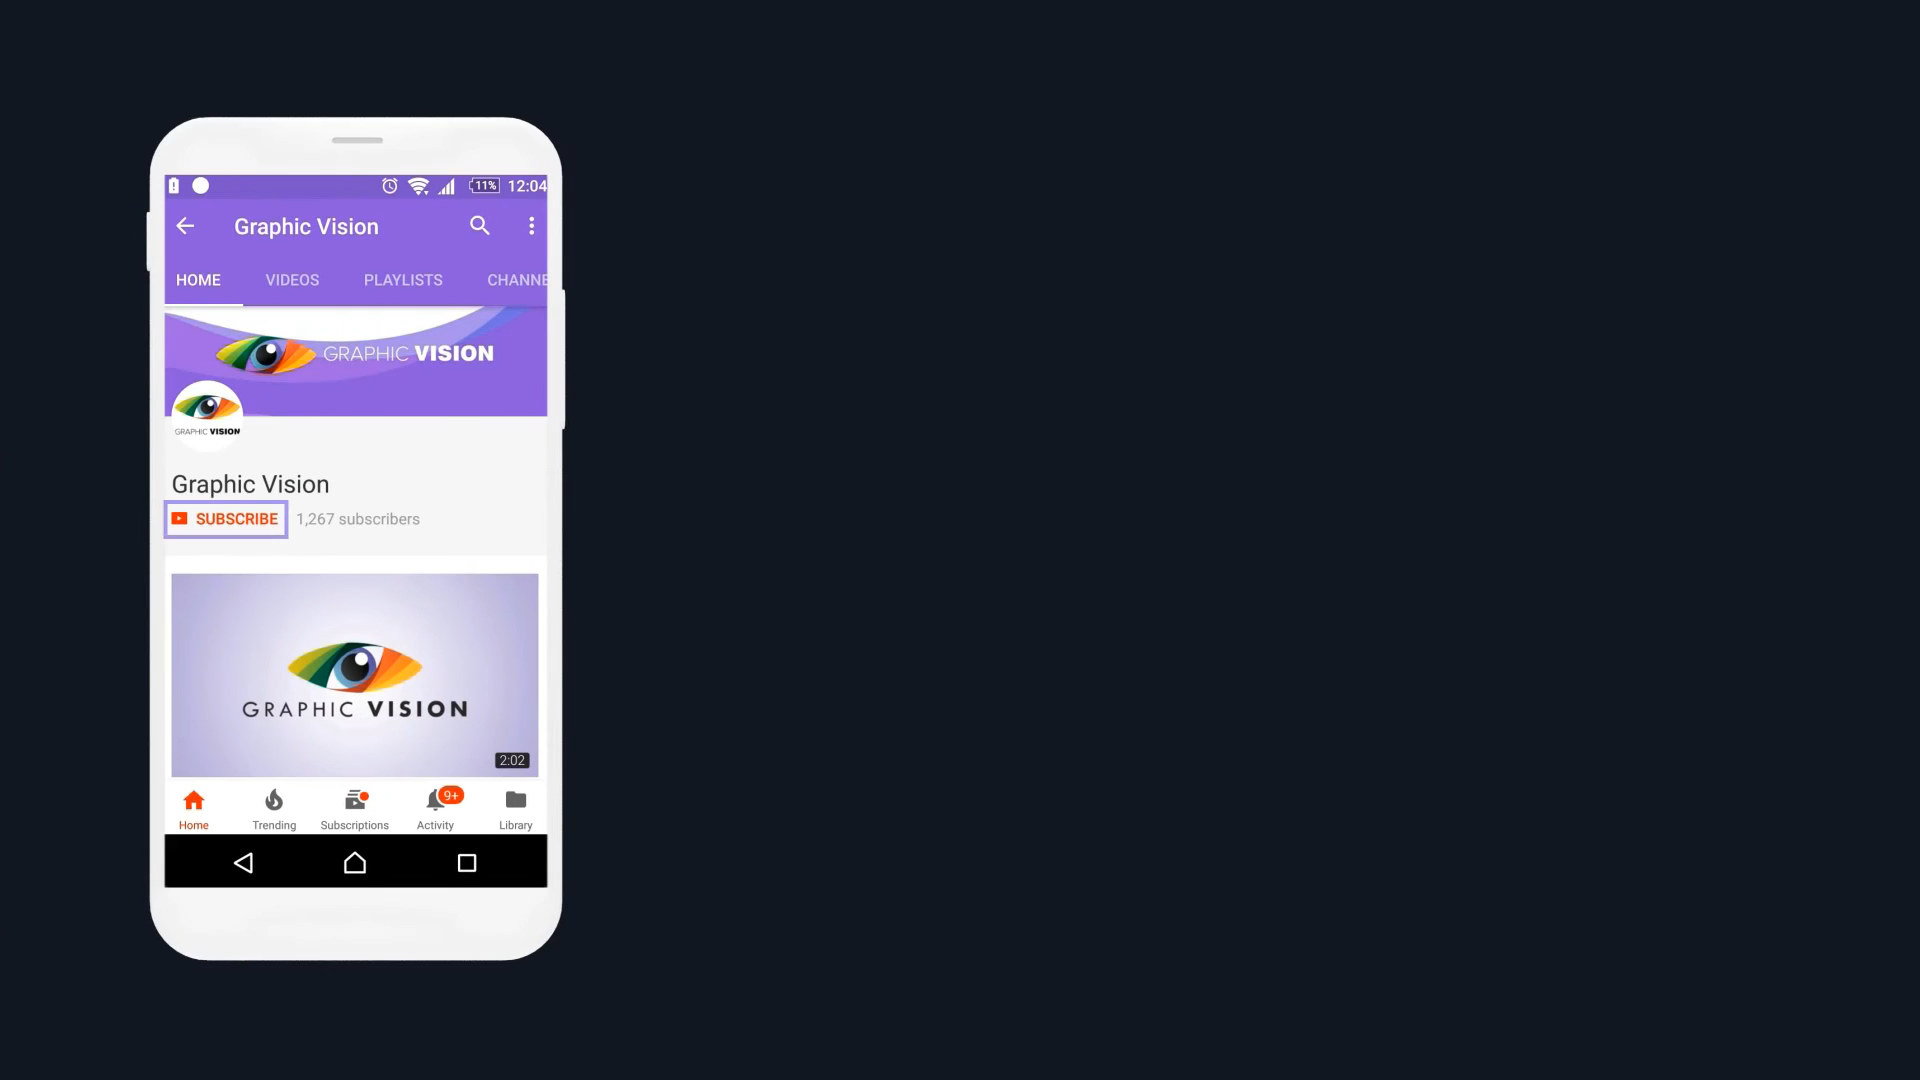 11% 12:04
Graphic Vision
HOME VIDEOS PLAYLISTS CHANNE
GRAPHIC VISION
GRAPHIC VISION
Graphic Vision
SUBSCRIBE 1,267 subscribers
GRAPHIC VISION
2:02
9+
Home Trending Subscriptions Activity Library